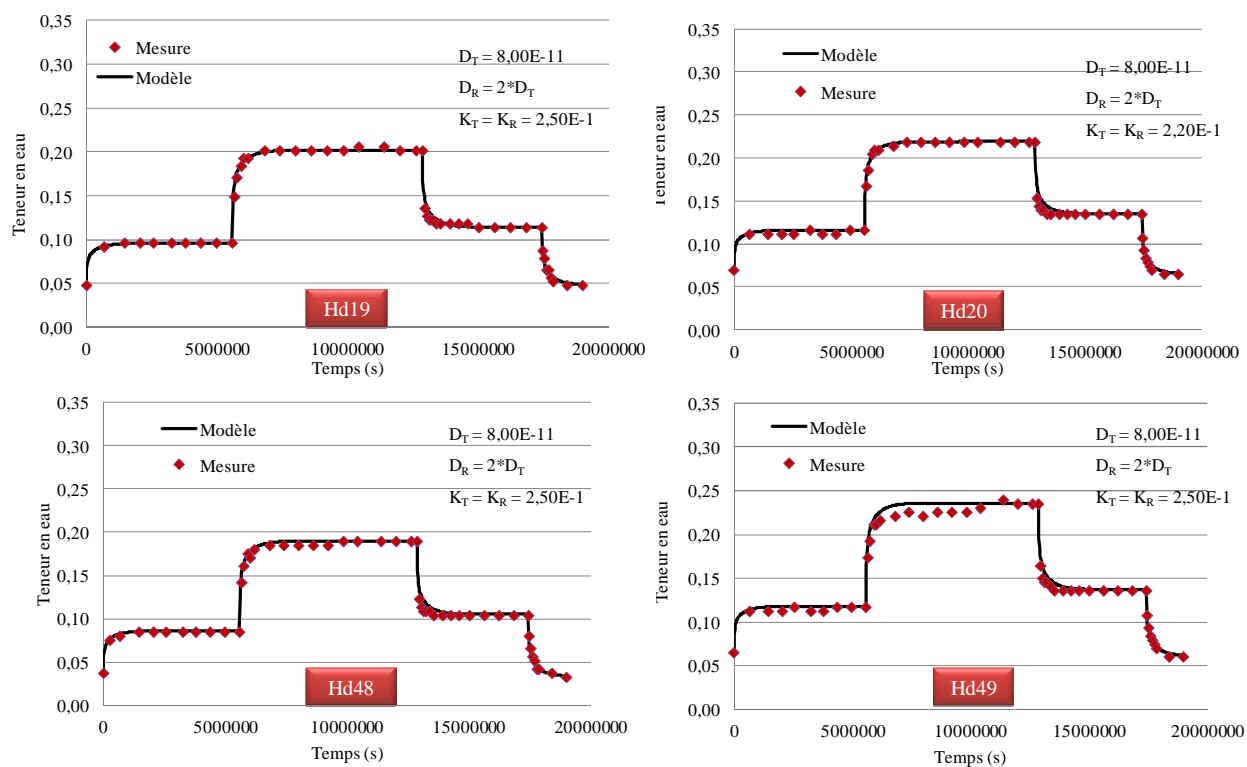 0,35
0,30
0,25
0,20
0,15
0,10
0,05
0,00
Teneur en eau
Mesure
Modèle
D_T = 8,00E-11
D_R = 2*D_T
K_T = K_R = 2,50E-1
Hd19
0 5000000 10000000 15000000 20000000
Temps (s)
0,35
0,30
0,25
0,20
0,15
0,10
0,05
0,00
Teneur en eau
Modèle
Mesure
D_T = 8,00E-11
D_R = 2*D_T
K_T = K_R = 2,20E-1
Hd20
0 5000000 10000000 15000000 20000000
Temps (s)
0,35
0,30
0,25
0,20
0,15
0,10
0,05
0,00
Teneur en eau
Modèle
Mesure
D_T = 8,00E-11
D_R = 2*D_T
K_T = K_R = 2,50E-1
Hd48
0 5000000 10000000 15000000 20000000
Temps (s)
0,35
0,30
0,25
0,20
0,15
0,10
0,05
0,00
Teneur en eau
Modèle
Mesure
D_T = 8,00E-11
D_R = 2*D_T
K_T = K_R = 2,50E-1
Hd49
0 5000000 10000000 15000000 20000000
Temps (s)